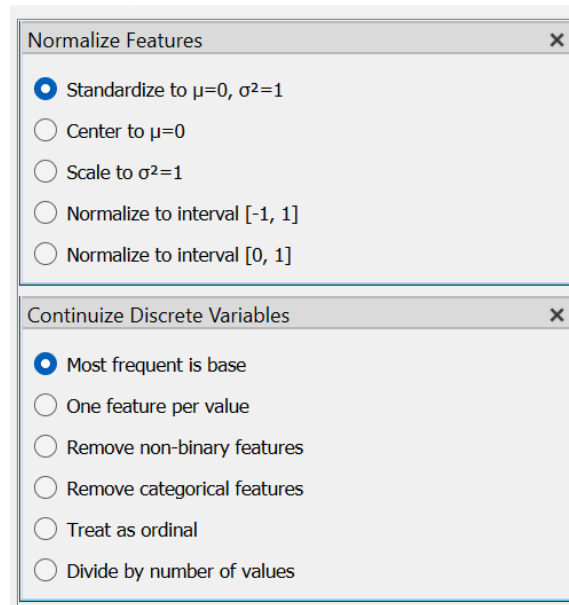 Normalize Features
Standardize to μ=0, σ²=1
Center to μ=0
Scale to σ²=1
Normalize to interval [-1, 1]
Normalize to interval [0, 1]
Continuize Discrete Variables
Most frequent is base
One feature per value
Remove non-binary features
Remove categorical features
Treat as ordinal
Divide by number of values